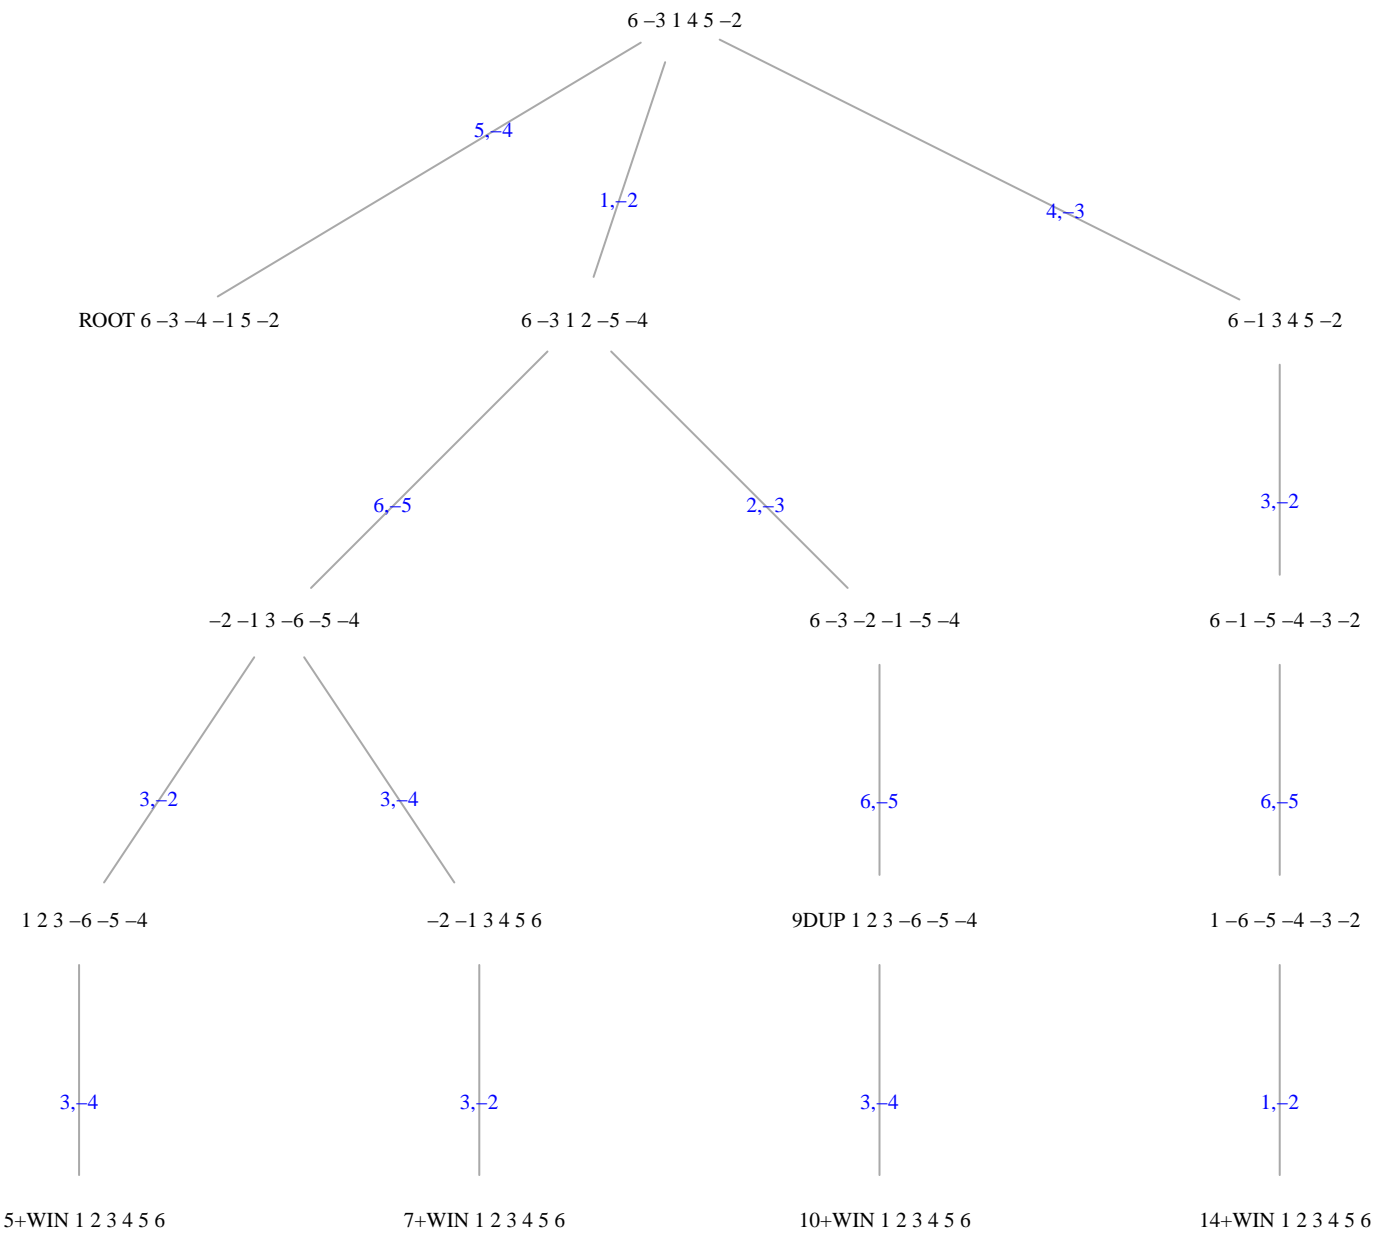 6 –3 1 4 5 –2
5,–4
1,–2
4,–3
ROOT 6 –3 –4 –1 5 –2
6 –3 1 2 –5 –4
6 –1 3 4 5 –2
6,–5
2,–3
3,–2
–2 –1 3 –6 –5 –4
6 –3 –2 –1 –5 –4
6 –1 –5 –4 –3 –2
3,–2
3,–4
6,–5
6,–5
1 2 3 –6 –5 –4
–2 –1 3 4 5 6
9DUP 1 2 3 –6 –5 –4
1 –6 –5 –4 –3 –2
3,–4
3,–2
3,–4
1,–2
5+WIN 1 2 3 4 5 6
7+WIN 1 2 3 4 5 6
10+WIN 1 2 3 4 5 6
14+WIN 1 2 3 4 5 6